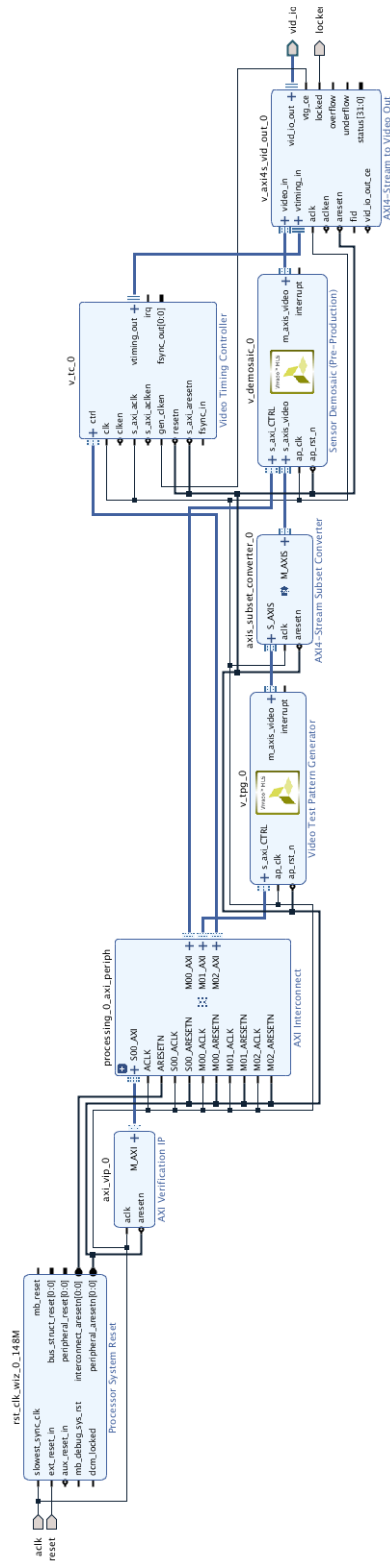 aclk
reset
rst_clk_wiz_0_148M
slowest_sync_clk
ext_reset_in
aux_reset_in
mb_debug_sys_rst
dcm_locked
mb_reset
bus_struct_reset[0:0]
peripheral_reset[0:0]
interconnect_aresetn[0:0]
peripheral_aresetn[0:0]
Processor System Reset
axi_vip_0
aclk
aresetn
M_AXI
AXI Verification IP
processing_0_axi_periph
S00_AXI
ACLK
ARESETN
S00_ACLK
S00_ARESETN
M00_ACLK
M00_ARESETN
M01_ACLK
M01_ARESETN
M02_ACLK
M02_ARESETN
M00_AXI
M01_AXI
M02_AXI
AXI Interconnect
v_tpg_0
s_axi_CTRL
ap_clk
ap_rst_n
m_axis_video
interrupt
Video Test Pattern Generator
axis_subset_converter_0
S_AXIS
aclk
aresetn
M_AXIS
AXI4-Stream Subset Converter
v_tc_0
ctrl
clk
clken
s_axi_aclk
s_axi_aclken
gen_clken
resetn
s_axi_aresetn
fsync_in
vtiming_out
irq
fsync_out[0:0]
Video Timing Controller
v_demosaic_0
s_axi_CTRL
s_axis_video
ap_clk
ap_rst_n
m_axis_video
interrupt
Sensor Demosaic (Pre-Production)
v_axi4s_vid_out_0
video_in
vtiming_in
aclk
aclken
aresetn
fid
vid_io_out_ce
vid_io_out
vtg_ce
locked
overflow
underflow
status[31:0]
AXI4-Stream to Video Out
vid_io
locke